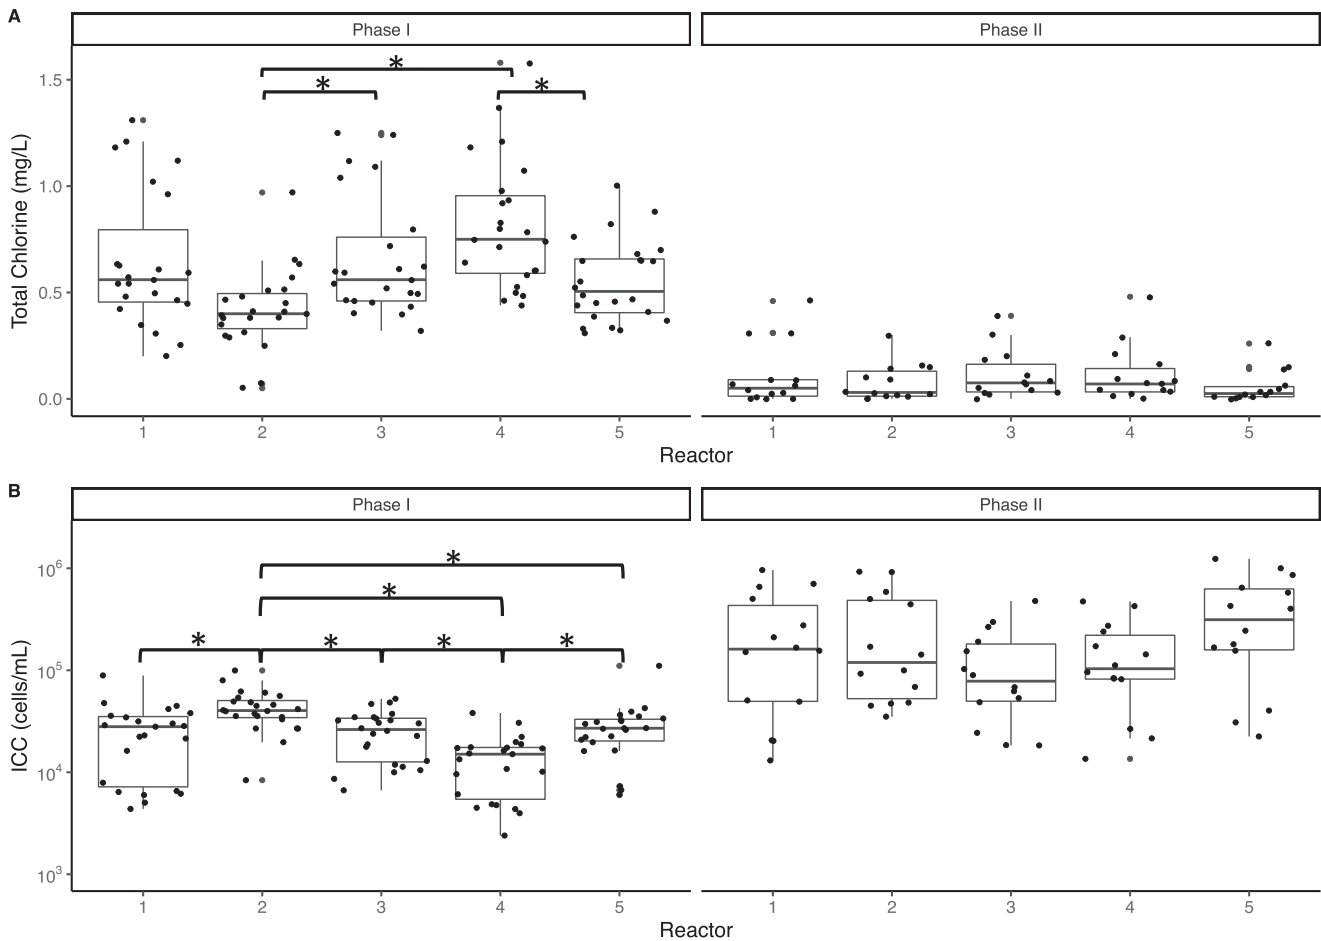 A
Phase I
Phase II
Total Chlorine (mg/L)
1.5
1.0
0.5
0.0
* * *
1 2 3 4 5
1 2 3 4 5
Reactor
B
Phase I
Phase II
ICC (cells/mL)
10⁶
10⁵
10⁴
10³
*
*
* * * *
1 2 3 4 5
1 2 3 4 5
Reactor